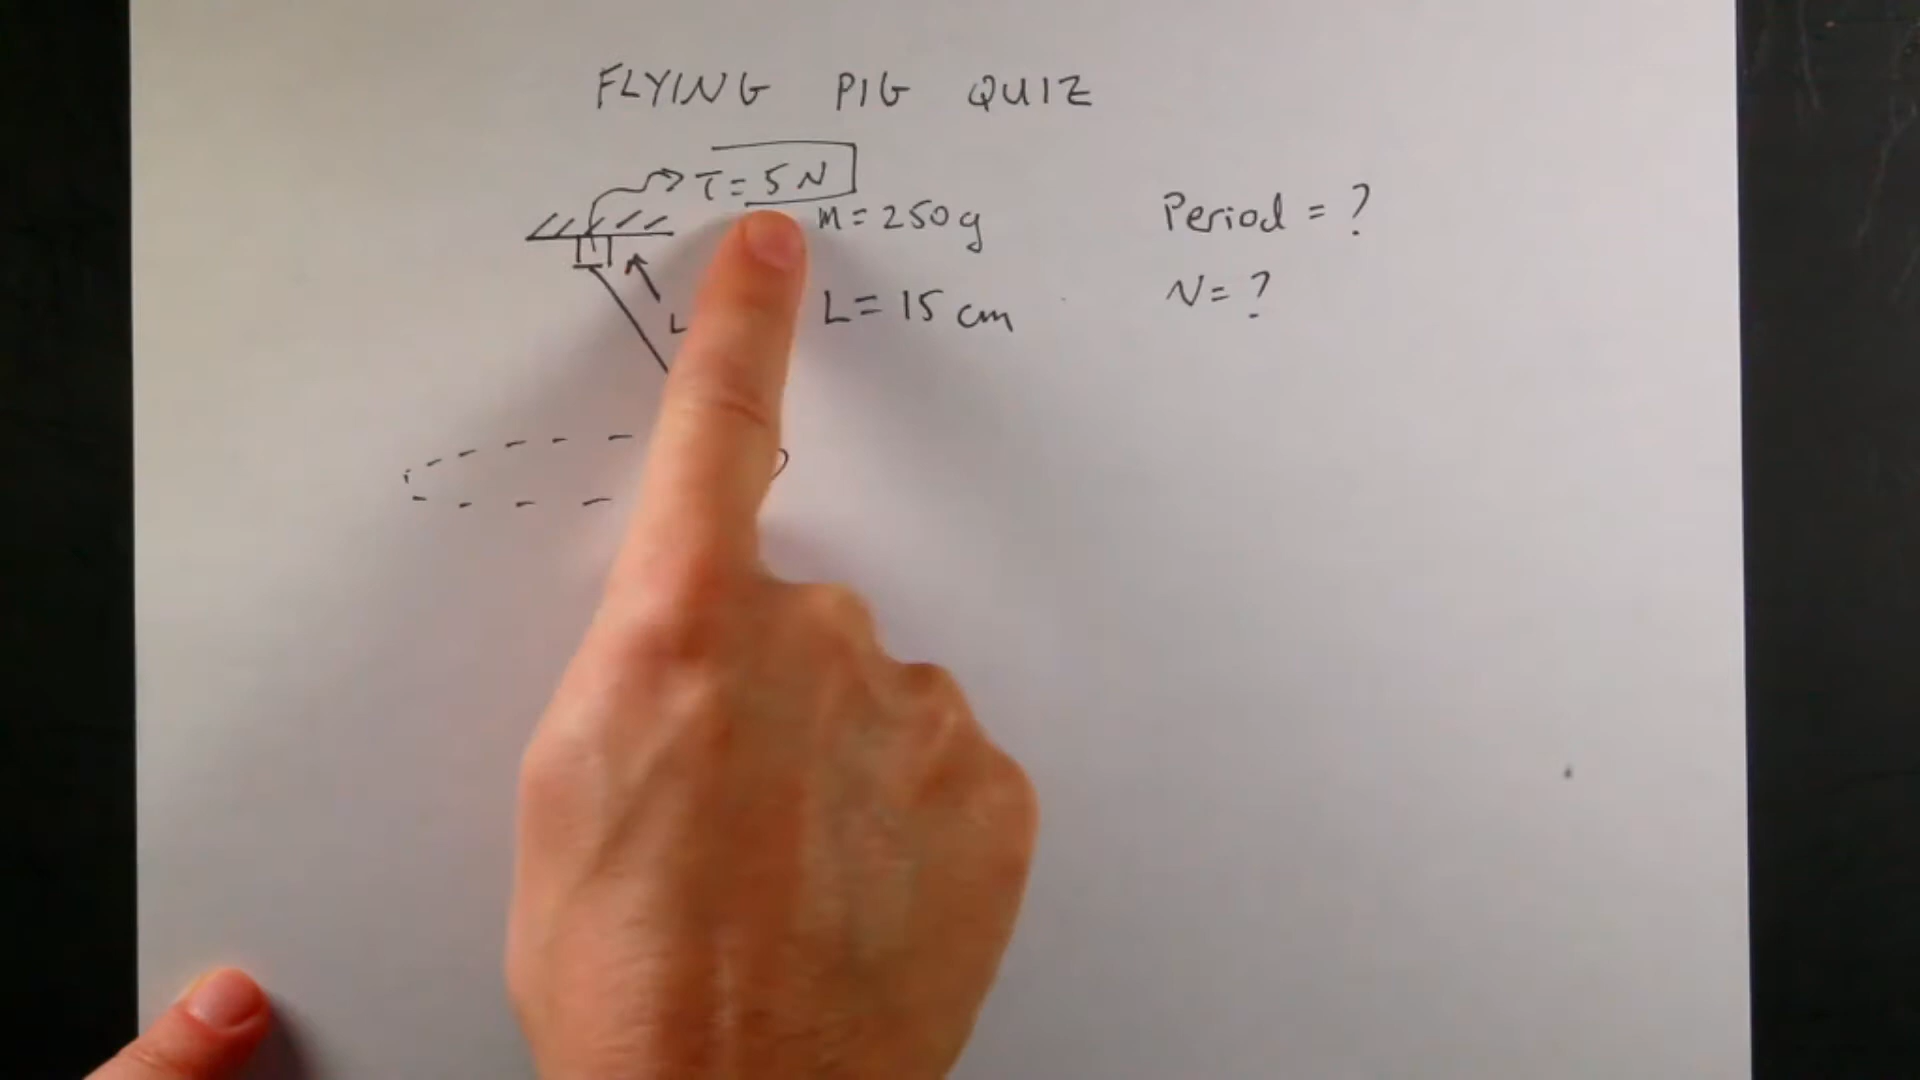 FLYING PIG QUIZ
T = 5 N
m = 250 g
L = 15 cm
L
Period = ?
N = ?